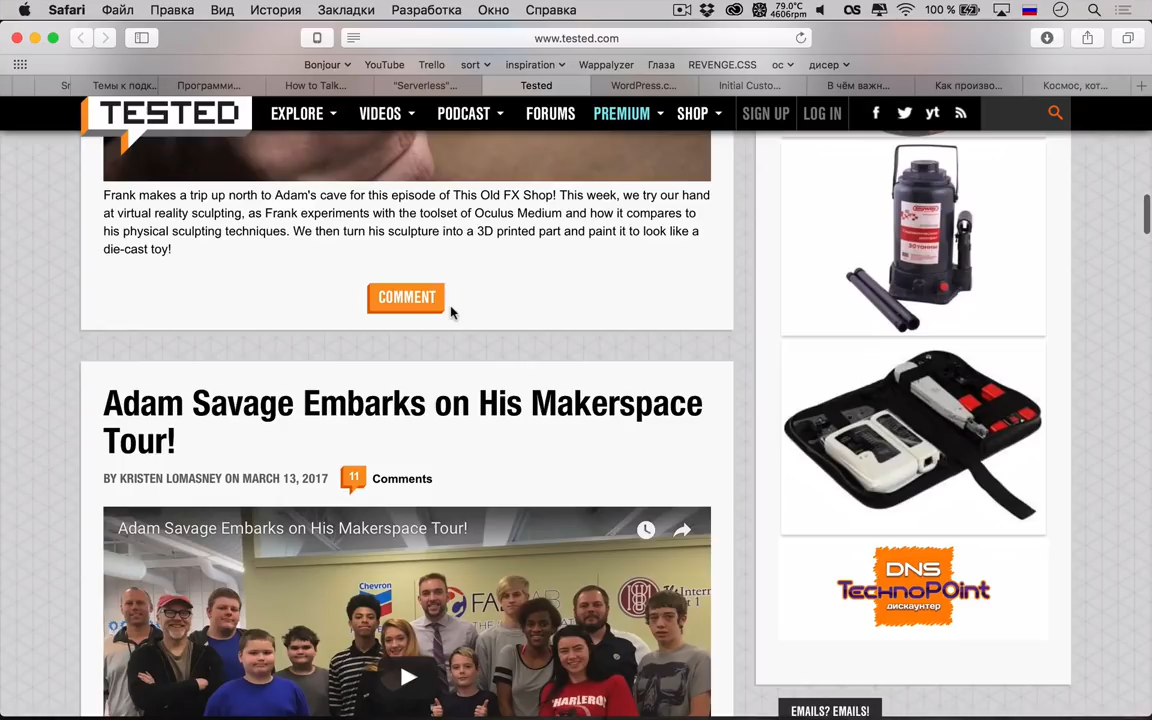 Safari Файл Правка Вид История Закладки Разработка Окно Справка 79.0°C 4606rpm 100 %
www.tested.com
Bonjour YouTube Trello sort inspiration Wappalyzer Глаза REVENGE.CSS ос дисер
Темы к подк... Программи... How to Talk... "Serverless"... Tested WordPress.c... Initial Custo... В чём важн... Как произво... Космос, кот...
TESTED EXPLORE VIDEOS PODCAST FORUMS PREMIUM SHOP SIGN UP LOG IN
Frank makes a trip up north to Adam's cave for this episode of This Old FX Shop! This week, we try our hand
at virtual reality sculpting, as Frank experiments with the toolset of Oculus Medium and how it compares to
his physical sculpting techniques. We then turn his sculpture into a 3D printed part and paint it to look like a
die-cast toy!
COMMENT
Adam Savage Embarks on His Makerspace
Tour!
BY KRISTEN LOMASNEY ON MARCH 13, 2017 11 Comments
Adam Savage Embarks on His Makerspace Tour!
Chevron
CHARLEROI
30 ТОННЫ
DNS
TechnoPOint
дискаунтер
EMAILS? EMAILS!